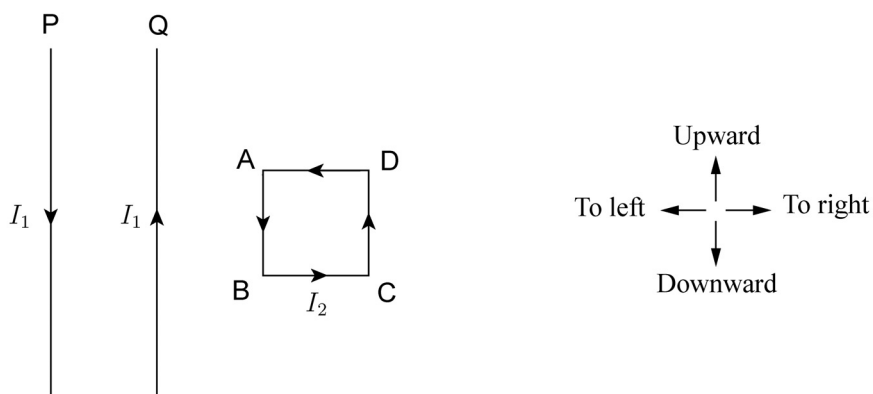 P Q
A D
Upward
I₁ I₁ To left To right
B C
I₂
Downward